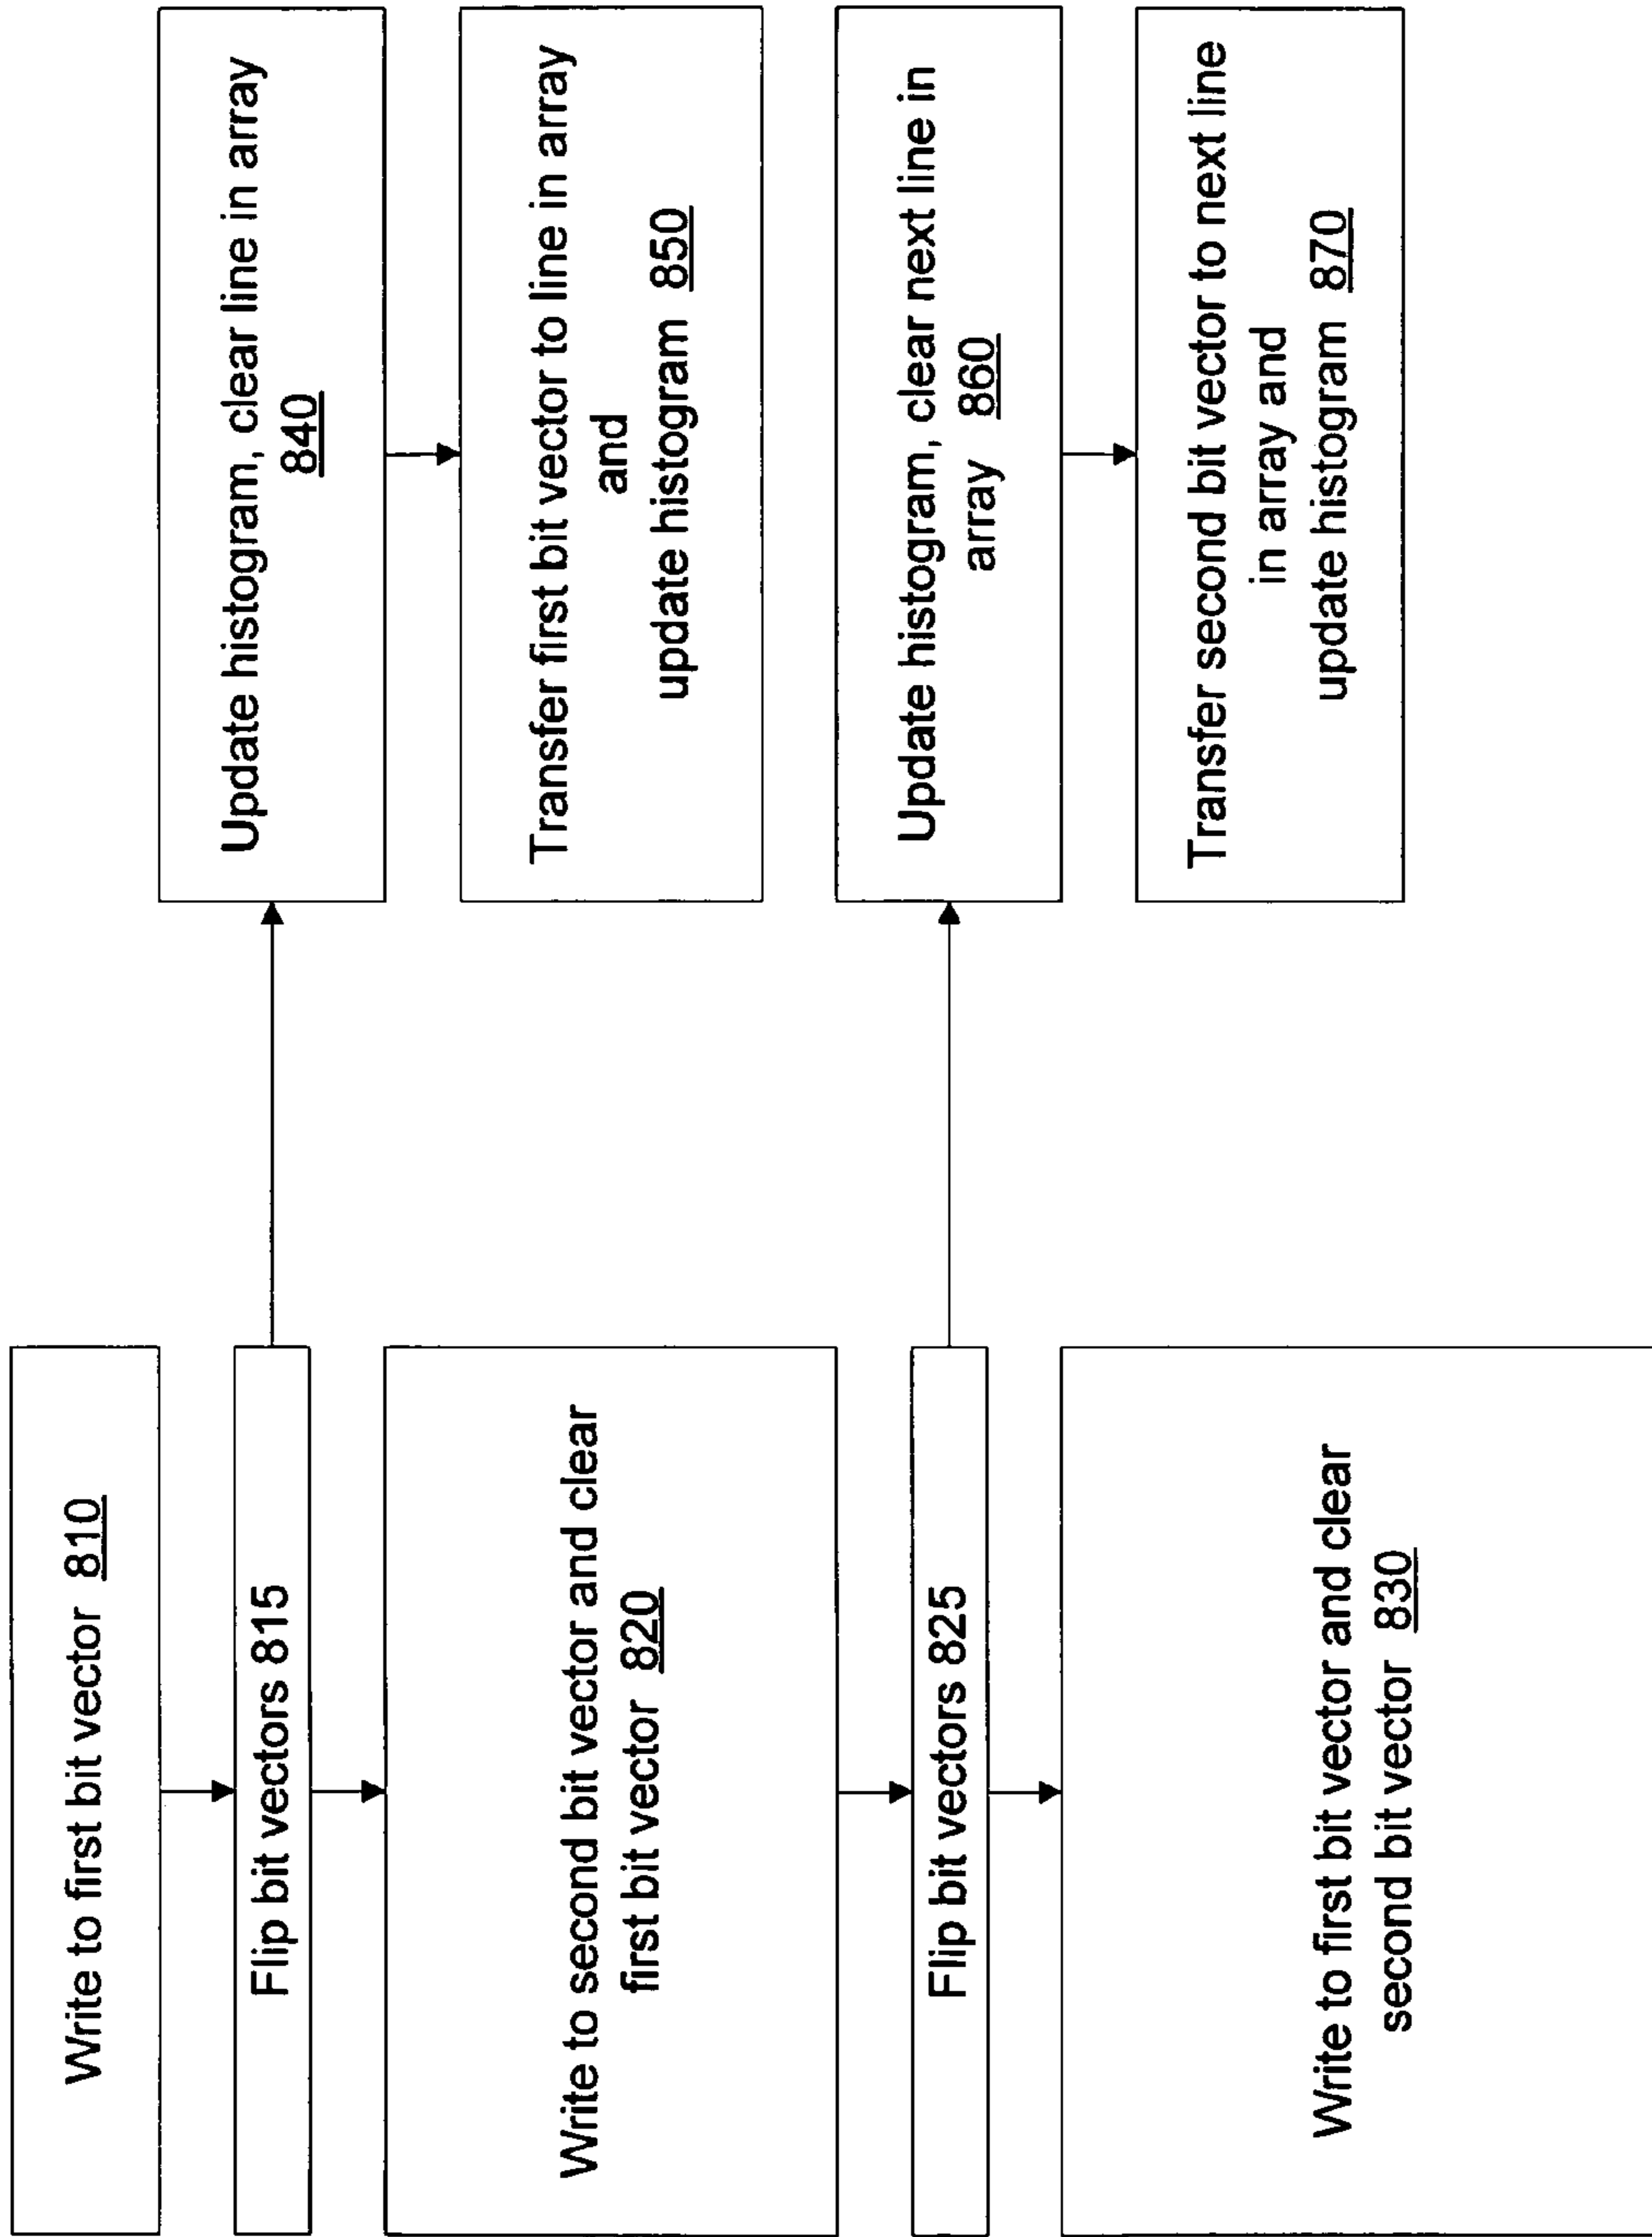 Write to first bit vector 810
Flip bit vectors 815
Write to second bit vector and clear
first bit vector 820
Flip bit vectors 825
Write to first bit vector and clear
second bit vector 830
Update histogram, clear line in array
840
Transfer first bit vector to line in array
and
update histogram 850
Update histogram, clear next line in
array 860
Transfer second bit vector to next line
in array and
update histogram 870